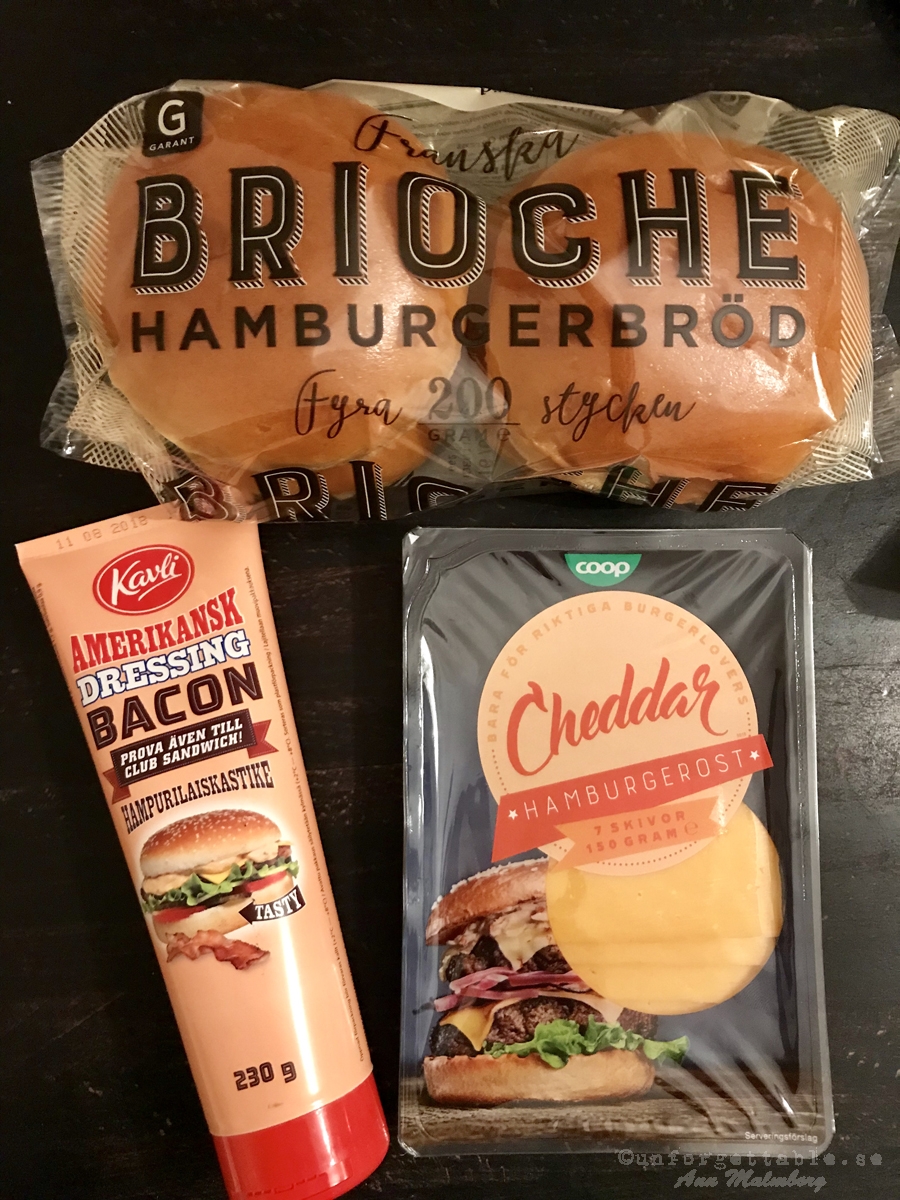 G
GARANT
Franska
BRIOCHE
HAMBURGERBRÖD
Fyra 200 stycken
GRAM e
BRIOCHE
11 08 2018
Kavli
AMERIKANSK
DRESSING
BACON
PROVA ÄVEN TILL
CLUB SANDWICH!
HAMPURILAISKASTIKE
TASTY
230 g
coop
BARA FÖR RIKTIGA BURGERLOVERS
Cheddar
HAMBURGEROST
7 SKIVOR
150 GRAM e
Serveringsförslag
©unforgettable.se
Ann Malmborg